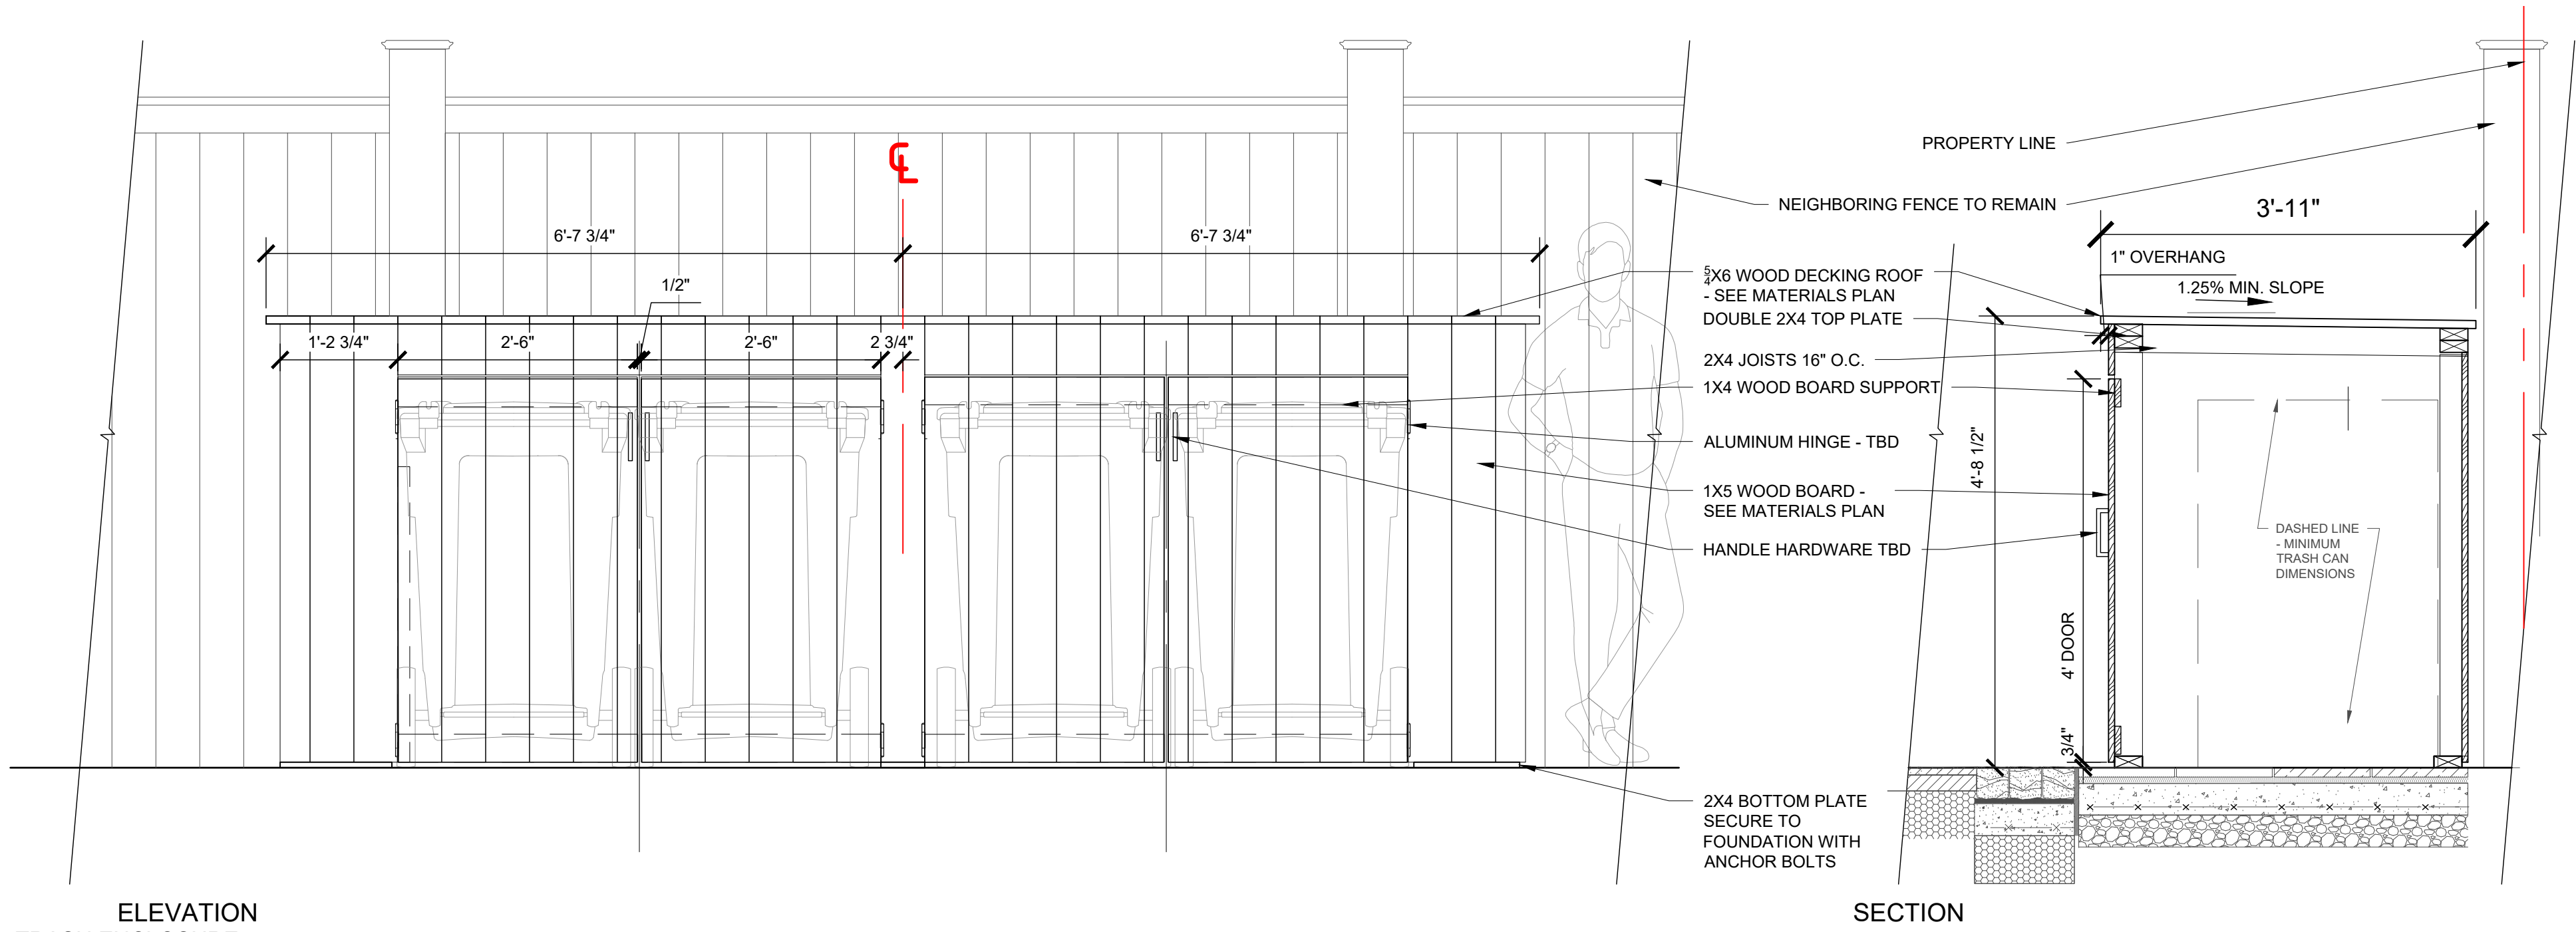 PROPERTY LINE
NEIGHBORING FENCE TO REMAIN
3'-11"
6'-7 3/4"
6'-7 3/4"
1" OVERHANG
1.25% MIN. SLOPE
1/2"
5/4X6 WOOD DECKING ROOF
- SEE MATERIALS PLAN
DOUBLE 2X4 TOP PLATE
1'-2 3/4"
2'-6"
2'-6"
2 3/4"
2X4 JOISTS 16" O.C.
1X4 WOOD BOARD SUPPORT
ALUMINUM HINGE - TBD
4'-8 1/2"
1X5 WOOD BOARD -
SEE MATERIALS PLAN
HANDLE HARDWARE TBD
DASHED LINE
- MINIMUM
TRASH CAN
DIMENSIONS
4' DOOR
3/4"
2X4 BOTTOM PLATE
SECURE TO
FOUNDATION WITH
ANCHOR BOLTS
ELEVATION
SECTION